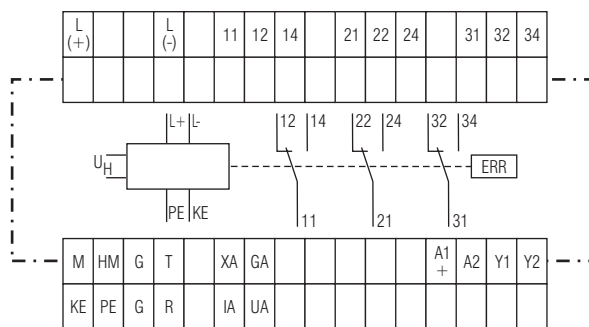 L (+) L (-) 11 12 14 21 22 24 31 32 34
L+ L- 12 14 22 24 32 34
UH ERR
PE KE 11 21 31
M HM G T XA GA A1 + A2 Y1 Y2
KE PE G R IA UA